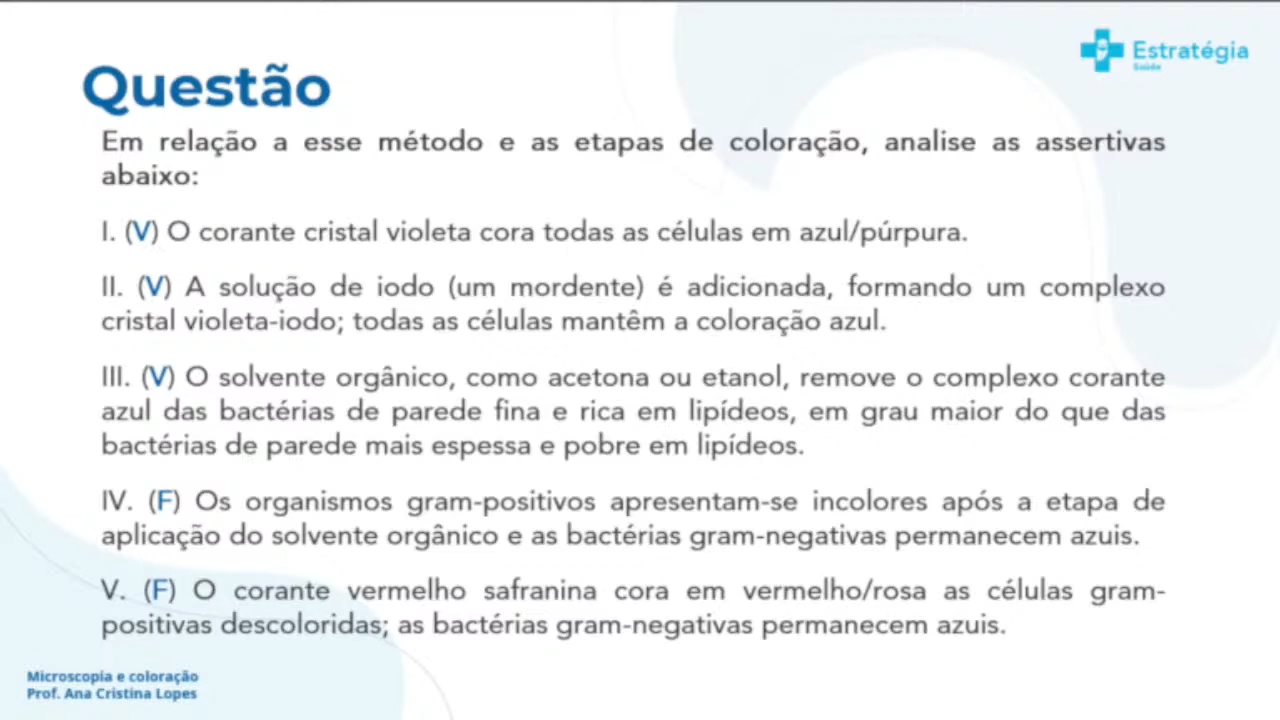 Estratégia
Saúde
Questão
Em relação a esse método e as etapas de coloração, analise as assertivas
abaixo:
I. (V) O corante cristal violeta cora todas as células em azul/púrpura.
II. (V) A solução de iodo (um mordente) é adicionada, formando um complexo
cristal violeta-iodo; todas as células mantêm a coloração azul.
III. (V) O solvente orgânico, como acetona ou etanol, remove o complexo corante
azul das bactérias de parede fina e rica em lipídeos, em grau maior do que das
bactérias de parede mais espessa e pobre em lipídeos.
IV. (F) Os organismos gram-positivos apresentam-se incolores após a etapa de
aplicação do solvente orgânico e as bactérias gram-negativas permanecem azuis.
V. (F) O corante vermelho safranina cora em vermelho/rosa as células gram-
positivas descoloridas; as bactérias gram-negativas permanecem azuis.
Microscopia e coloração
Prof. Ana Cristina Lopes